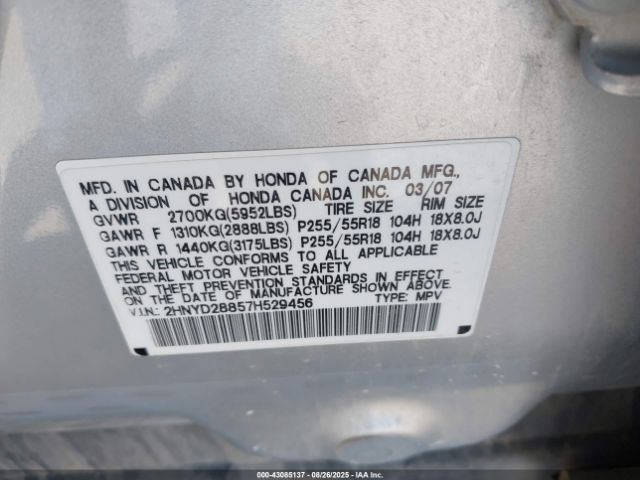 MFD. IN CANADA BY HONDA OF CANADA MFG.,
A DIVISION OF HONDA CANADA INC. 03/07
GVWR 2700KG(5952LBS) TIRE SIZE RIM SIZE
GAWR F 1310KG(2888LBS) P255/55R18 104H 18X8.0J
GAWR R 1440KG(3175LBS) P255/55R18 104H 18X8.0J
THIS VEHICLE CONFORMS TO ALL APPLICABLE
FEDERAL MOTOR VEHICLE SAFETY
AND THEFT PREVENTION STANDARDS IN EFFECT
ON THE DATE OF MANUFACTURE SHOWN ABOVE.
V.I.N.: 2HNYD28857H529456 TYPE: MPV
000-43085137 - 08/26/2025 - IAA Inc.